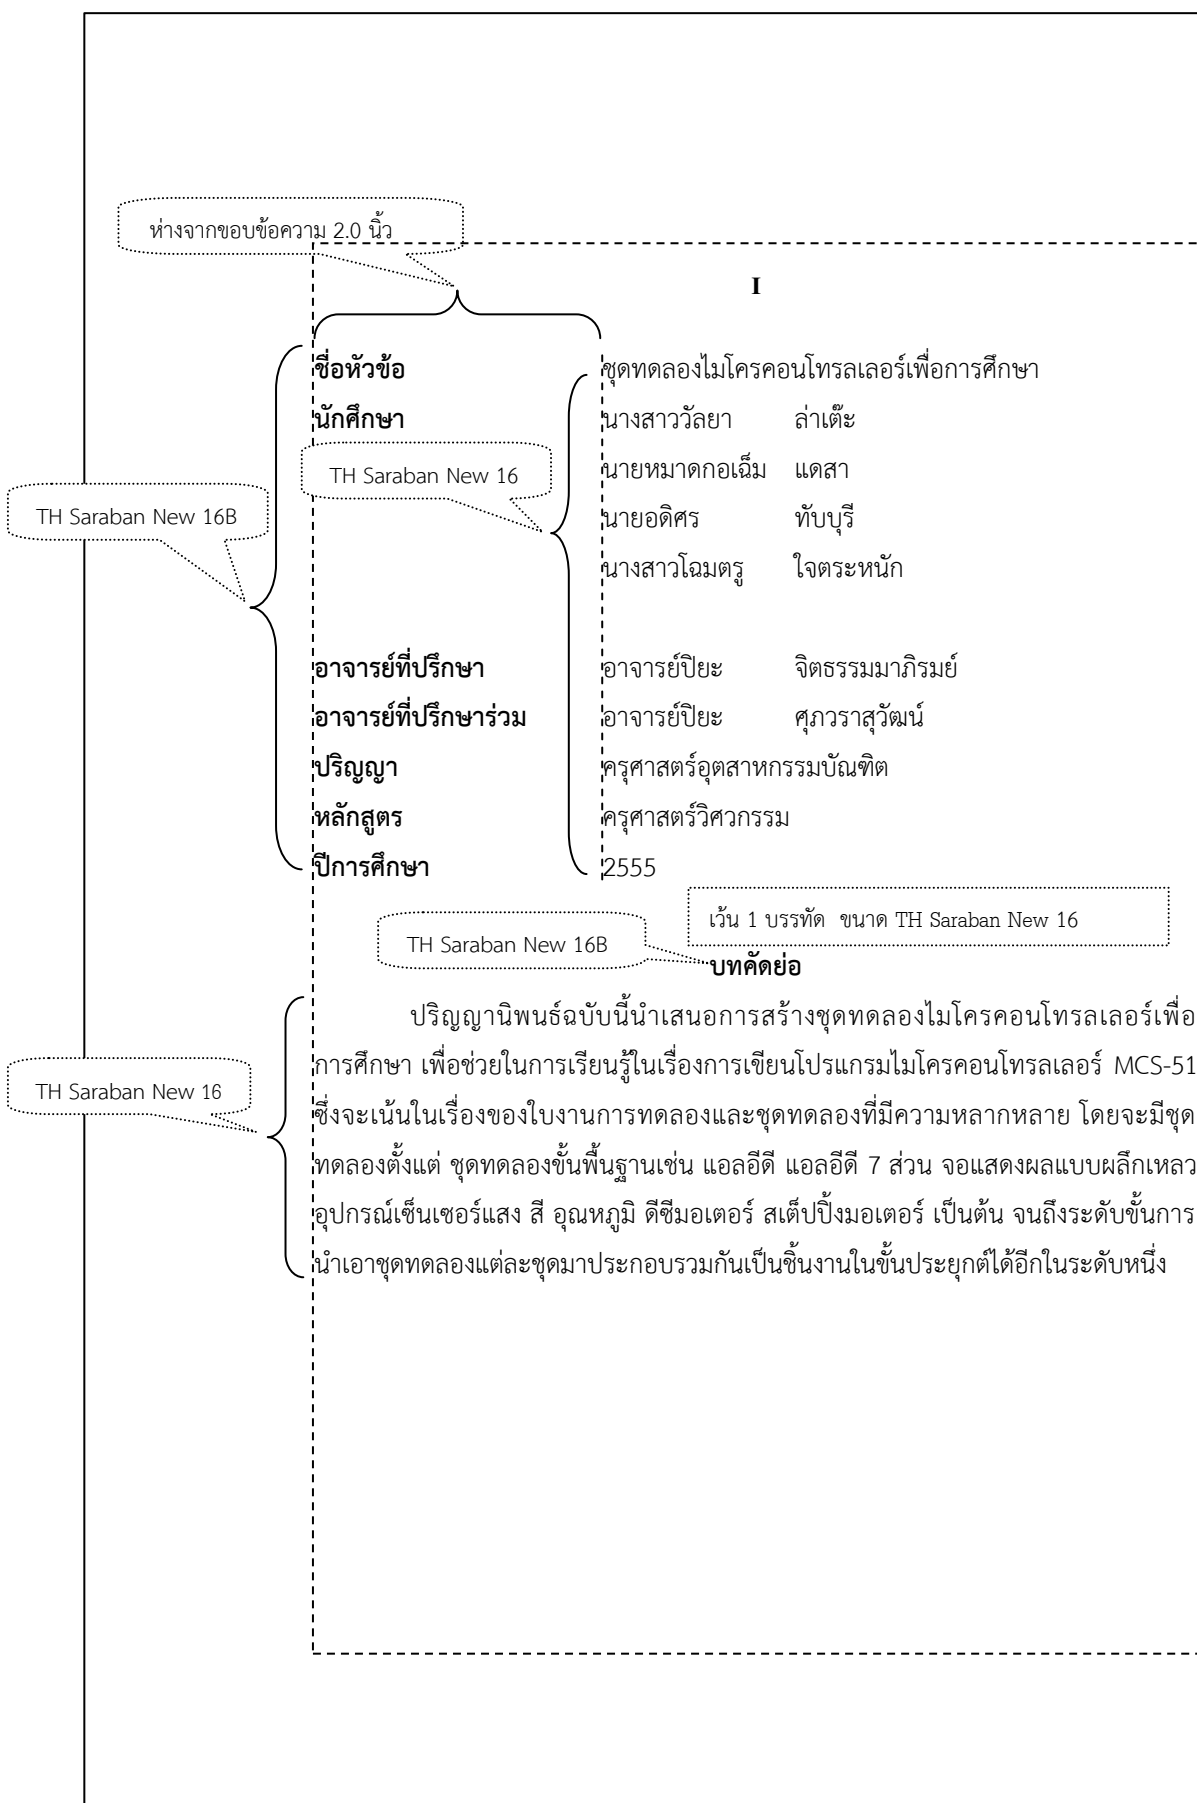 ห่างจากขอบข้อความ 2.0 นิ้ว
I
ชื่อหัวข้อ ชุดทดลองไมโครคอนโทรลเลอร์เพื่อการศึกษา
นักศึกษา นางสาววัลยา ล่าเต๊ะ
TH Saraban New 16 นายหมาดกอเฉ็ม แดสา
TH Saraban New 16B นายอดิศร ทับบุรี
นางสาวโฉมตรู ใจตระหนัก
อาจารย์ที่ปรึกษา อาจารย์ปิยะ จิตธรรมมาภิรมย์
อาจารย์ที่ปรึกษาร่วม อาจารย์ปิยะ ศุภวราสุวัฒน์
ปริญญา ครุศาสตร์อุตสาหกรรมบัณฑิต
หลักสูตร ครุศาสตร์วิศวกรรม
ปีการศึกษา 2555
เว้น 1 บรรทัด ขนาด TH Saraban New 16
TH Saraban New 16B
บทคัดย่อ
ปริญญานิพนธ์ฉบับนี้นำเสนอการสร้างชุดทดลองไมโครคอนโทรลเลอร์เพื่อ
การศึกษา เพื่อช่วยในการเรียนรู้ในเรื่องการเขียนโปรแกรมไมโครคอนโทรลเลอร์ MCS-51
TH Saraban New 16
ซึ่งจะเน้นในเรื่องของใบงานการทดลองและชุดทดลองที่มีความหลากหลาย โดยจะมีชุด
ทดลองตั้งแต่ ชุดทดลองขั้นพื้นฐานเช่น แอลอีดี แอลอีดี 7 ส่วน จอแสดงผลแบบผลึกเหลว
อุปกรณ์เซ็นเซอร์แสง สี อุณหภูมิ ดีซีมอเตอร์ สเต็ปปิ้งมอเตอร์ เป็นต้น จนถึงระดับขั้นการ
นำเอาชุดทดลองแต่ละชุดมาประกอบรวมกันเป็นชิ้นงานในขั้นประยุกต์ได้อีกในระดับหนึ่ง